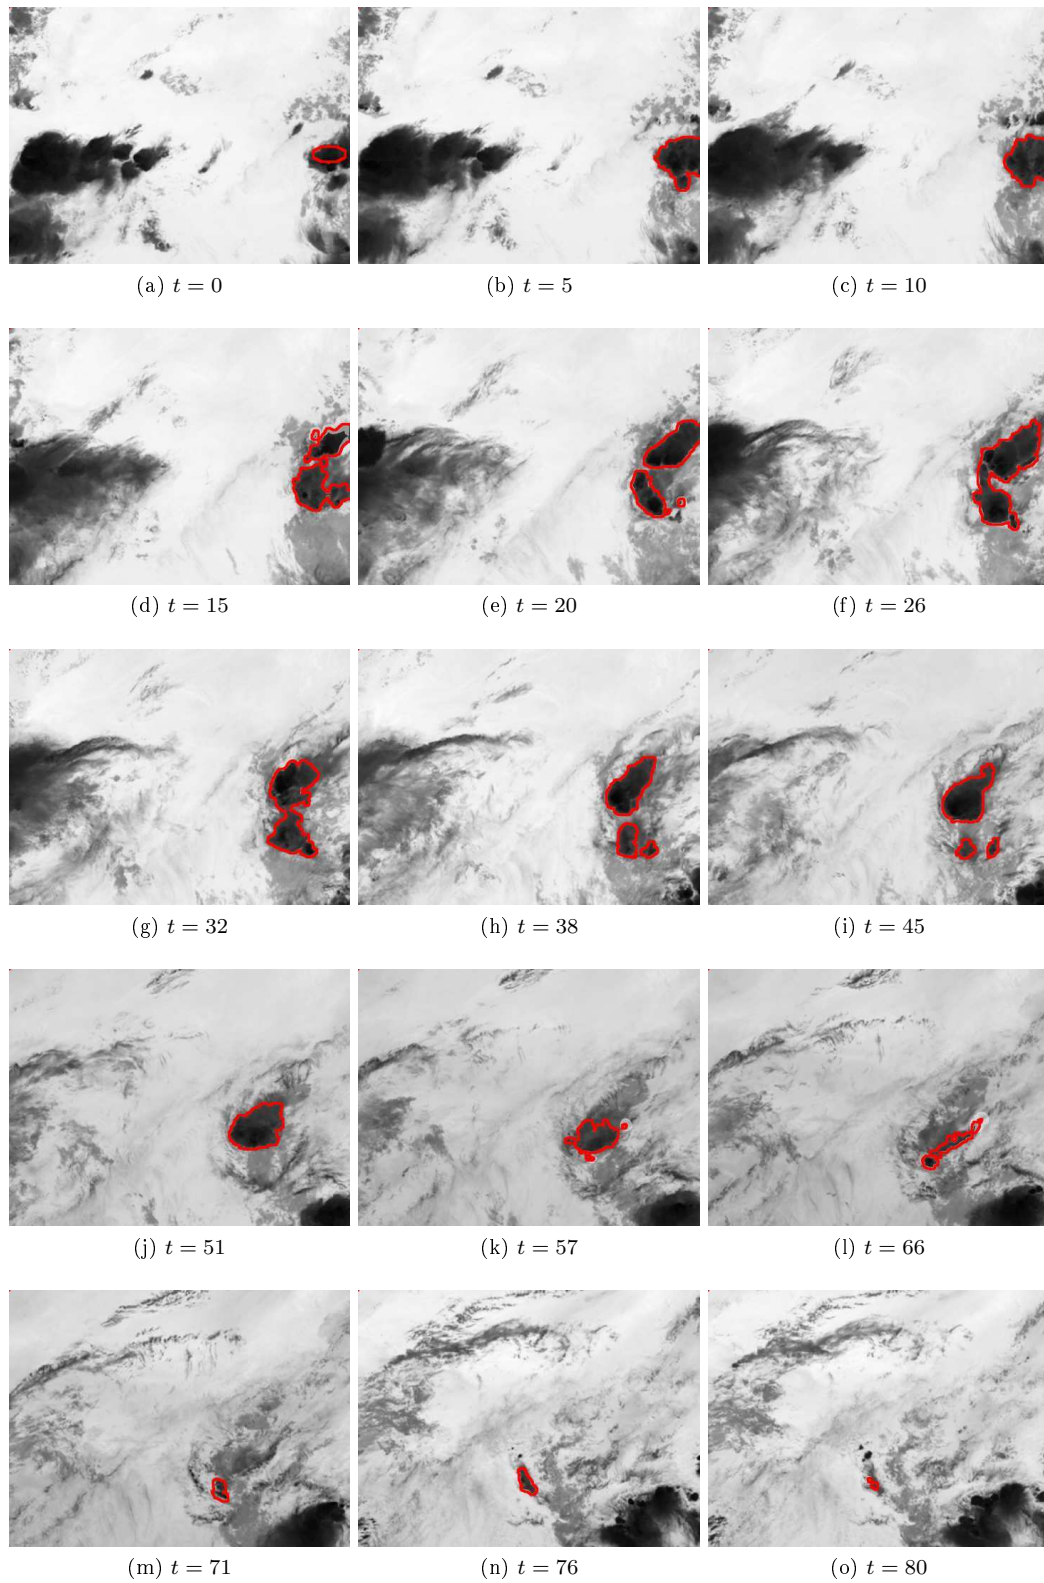 (a) t = 0 (b) t = 5 (c) t = 10
(d) t = 15 (e) t = 20 (f) t = 26
(g) t = 32 (h) t = 38 (i) t = 45
(j) t = 51 (k) t = 57 (l) t = 66
(m) t = 71 (n) t = 76 (o) t = 80